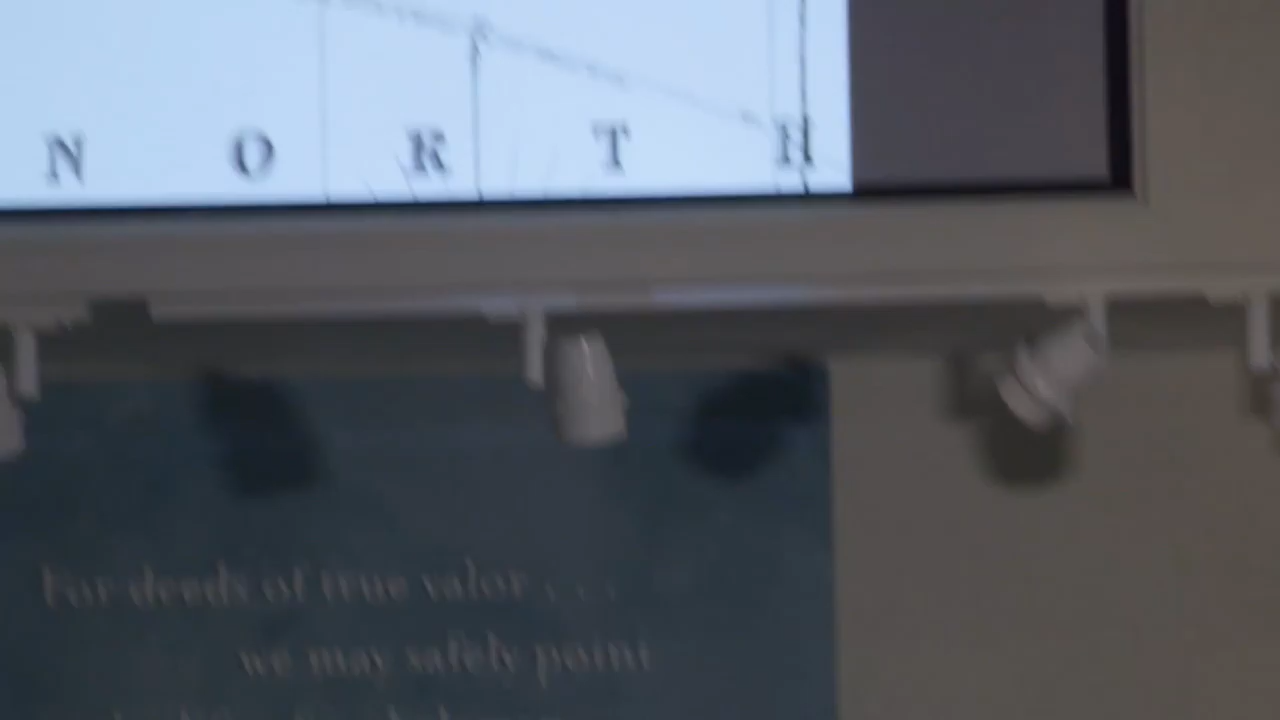 N O R T H
For deeds of true valor . . .
we may safely point